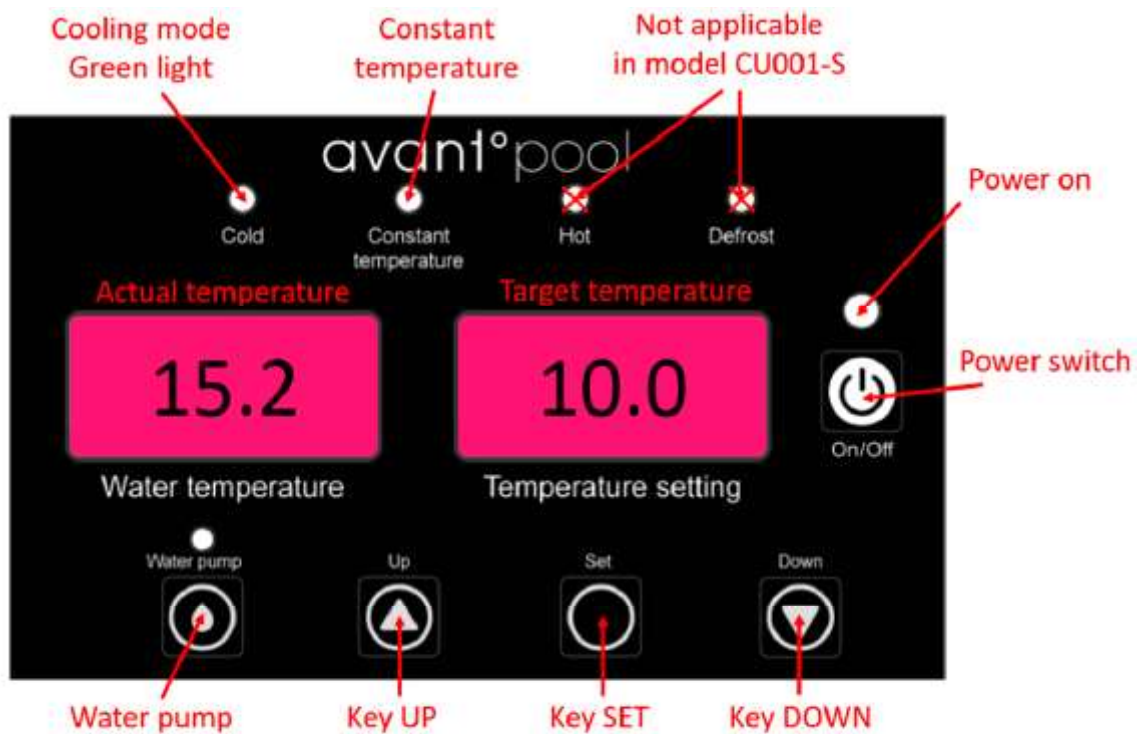 Cooling mode
Green light
Constant
temperature
Not applicable
in model CU001-S
avant°pool
Power on
Cold
Constant
temperature
Hot
Defrost
Actual temperature
Target temperature
15.2
10.0
Power switch
On/Off
Water temperature
Temperature setting
Water pump
Up
Set
Down
Water pump
Key UP
Key SET
Key DOWN